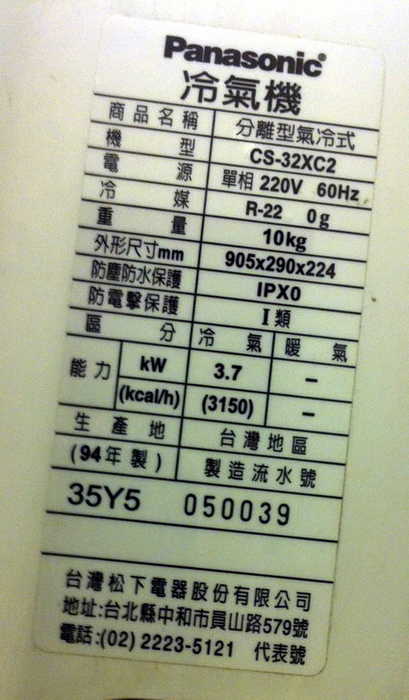 Panasonic
冷氣機
商品名稱 分離型氣冷式
機型 CS-32XC2
電源 單相 220V 60Hz
冷媒 R-22 0g
重量 10kg
外形尺寸mm 905x290x224
防塵防水保護 IPX0
防電擊保護 I 類
區分 冷氣 暖氣
能力 kW 3.7 –
(kcal/h) (3150) –
生產地 台灣地區
(94年製) 製造流水號
35Y5 050039
台灣松下電器股份有限公司
地址:台北縣中和市員山路579號
電話:(02) 2223-5121 代表號